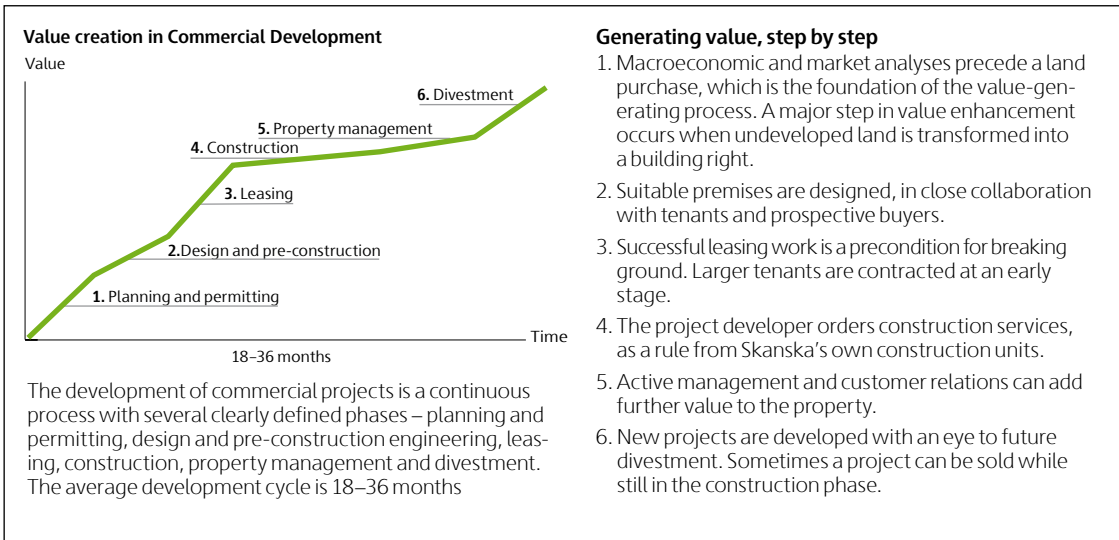 Value creation in Commercial Development
Value
6. Divestment
5. Property management
4. Construction
3. Leasing
2.Design and pre-construction
1. Planning and permitting
Time
18–36 months
The development of commercial projects is a continuous
process with several clearly defined phases – planning and
permitting, design and pre-construction engineering, leas-
ing, construction, property management and divestment.
The average development cycle is 18–36 months
Generating value, step by step
1. Macroeconomic and market analyses precede a land
purchase, which is the foundation of the value-gen-
erating process. A major step in value enhancement
occurs when undeveloped land is transformed into
a building right.
2. Suitable premises are designed, in close collaboration
with tenants and prospective buyers.
3. Successful leasing work is a precondition for breaking
ground. Larger tenants are contracted at an early
stage.
4. The project developer orders construction services,
as a rule from Skanska’s own construction units.
5. Active management and customer relations can add
further value to the property.
6. New projects are developed with an eye to future
divestment. Sometimes a project can be sold while
still in the construction phase.